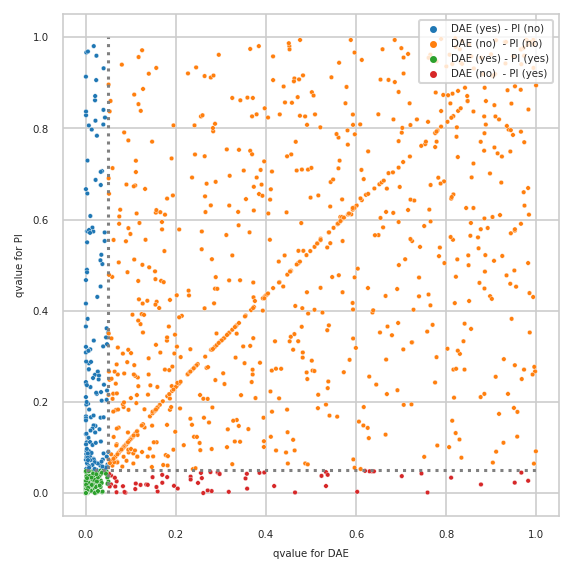 DAE (yes) - PI (no)
DAE (no)  - PI (no)
DAE (yes) - PI (yes)
DAE (no)  - PI (yes)
1.0
0.8
0.6
0.4
0.2
0.0
qvalue for PI
0.0 0.2 0.4 0.6 0.8 1.0
qvalue for DAE